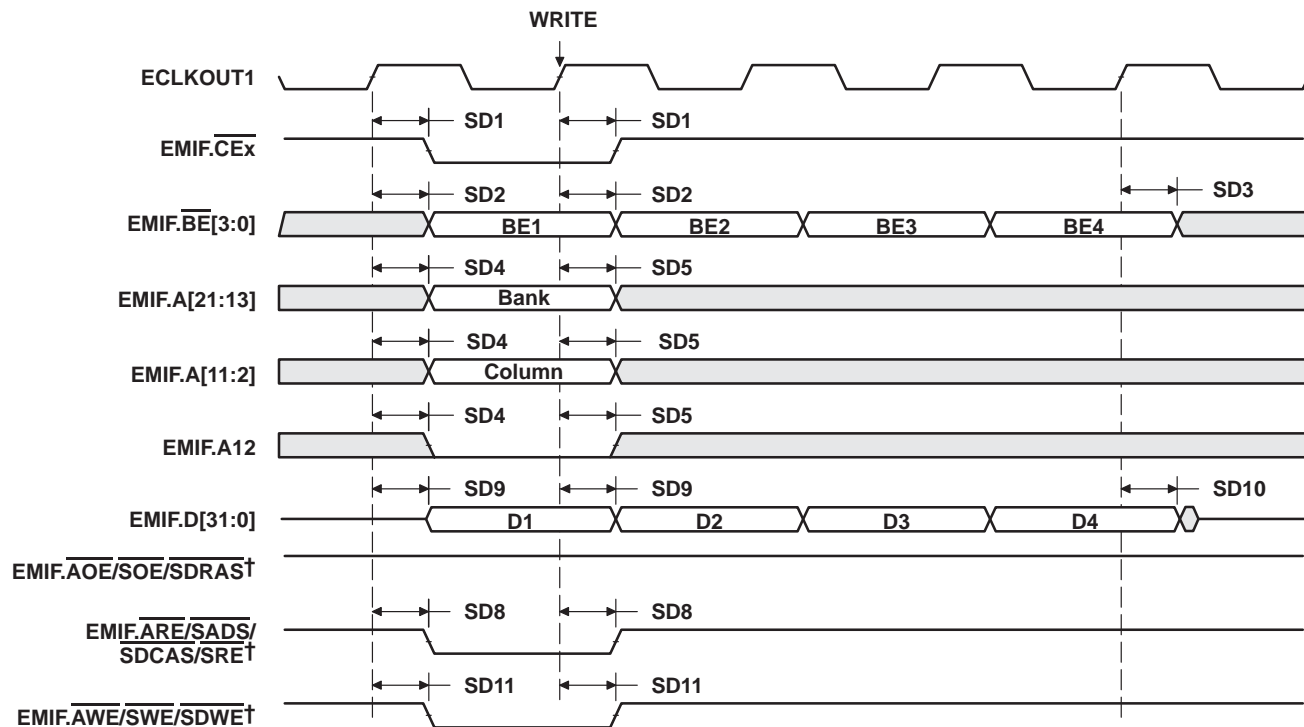 WRITE
ECLKOUT1
SD1 SD1
EMIF.CEx
SD2 SD2 SD3
EMIF.BE[3:0] BE1 BE2 BE3 BE4
SD4 SD5
EMIF.A[21:13] Bank
SD4 SD5
EMIF.A[11:2] Column
SD4 SD5
EMIF.A12
SD9 SD9 SD10
EMIF.D[31:0] D1 D2 D3 D4
EMIF.AOE/SOE/SDRAS†
SD8 SD8
EMIF.ARE/SADS/
SDCAS/SRE†
SD11 SD11
EMIF.AWE/SWE/SDWE†